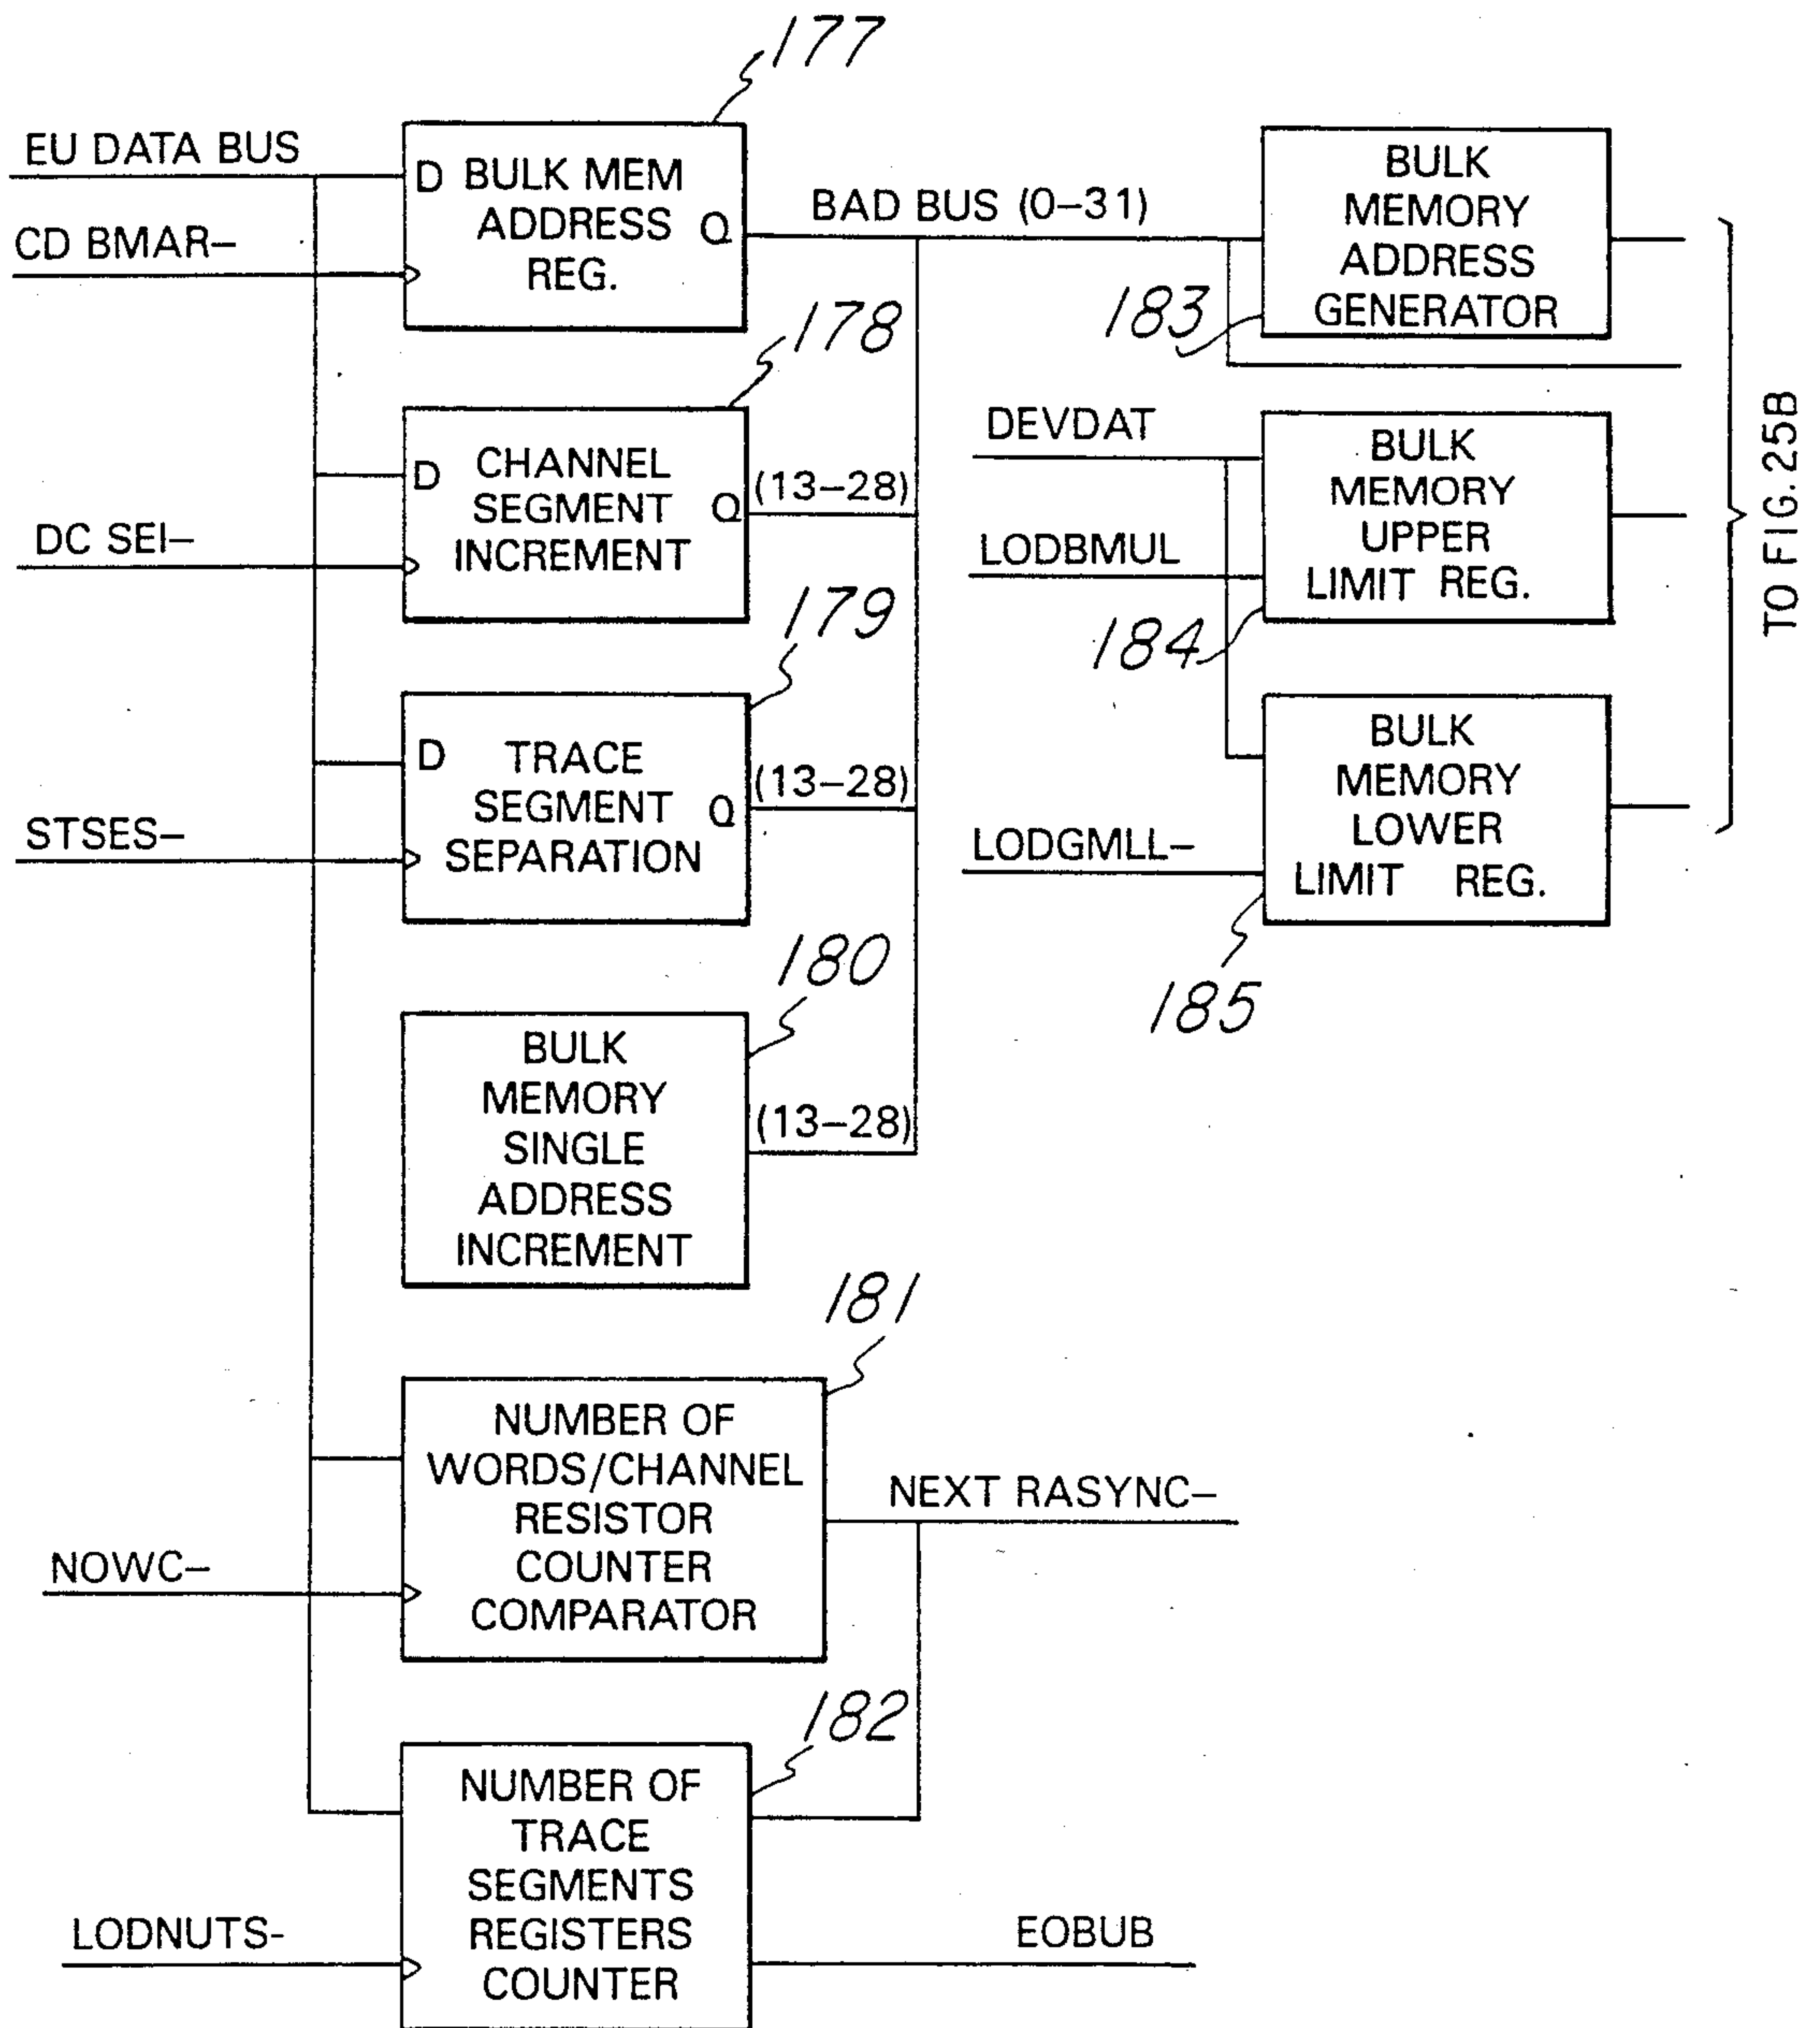 177
EU DATA BUS
CD BMAR–
D BULK MEM
ADDRESS Q
REG.
BAD BUS (0–31)
BULK
MEMORY
ADDRESS
GENERATOR
183
178
DC SEI–
D CHANNEL
SEGMENT Q
INCREMENT
(13–28)
DEVDAT
LODBMUL
BULK
MEMORY
UPPER
LIMIT REG.
184
TO FIG. 25B
179
STSES–
D TRACE
SEGMENT Q
SEPARATION
(13–28)
LODGMLL–
BULK
MEMORY
LOWER
LIMIT REG.
185
180
BULK
MEMORY
SINGLE
ADDRESS
INCREMENT
(13–28)
181
NOWC–
NUMBER OF
WORDS/CHANNEL
RESISTOR
COUNTER
COMPARATOR
NEXT RASYNC–
182
LODNUTS-
NUMBER OF
TRACE
SEGMENTS
REGISTERS
COUNTER
EOBUB